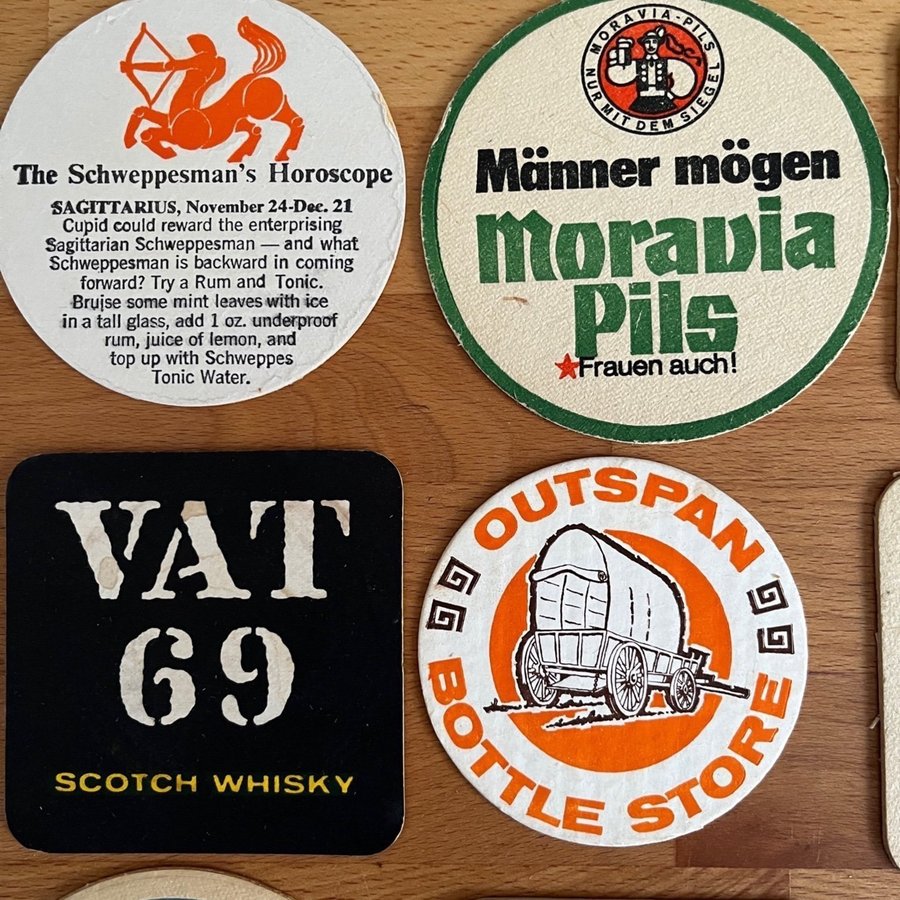 The Schweppesman's Horoscope
SAGITTARIUS, November 24-Dec. 21
Cupid could reward the enterprising
Sagittarian Schweppesman — and what
Schweppesman is backward in coming
forward? Try a Rum and Tonic.
Bruise some mint leaves with ice
in a tall glass, add 1 oz. underproof
rum, juice of lemon, and
top up with Schweppes
Tonic Water.
MORAVIA-PILS
NUR MIT DEM SIEGEL
Männer mögen
Moravia
Pils
Frauen auch!
VAT
69
SCOTCH WHISKY
OUTSPAN
BOTTLE STORE